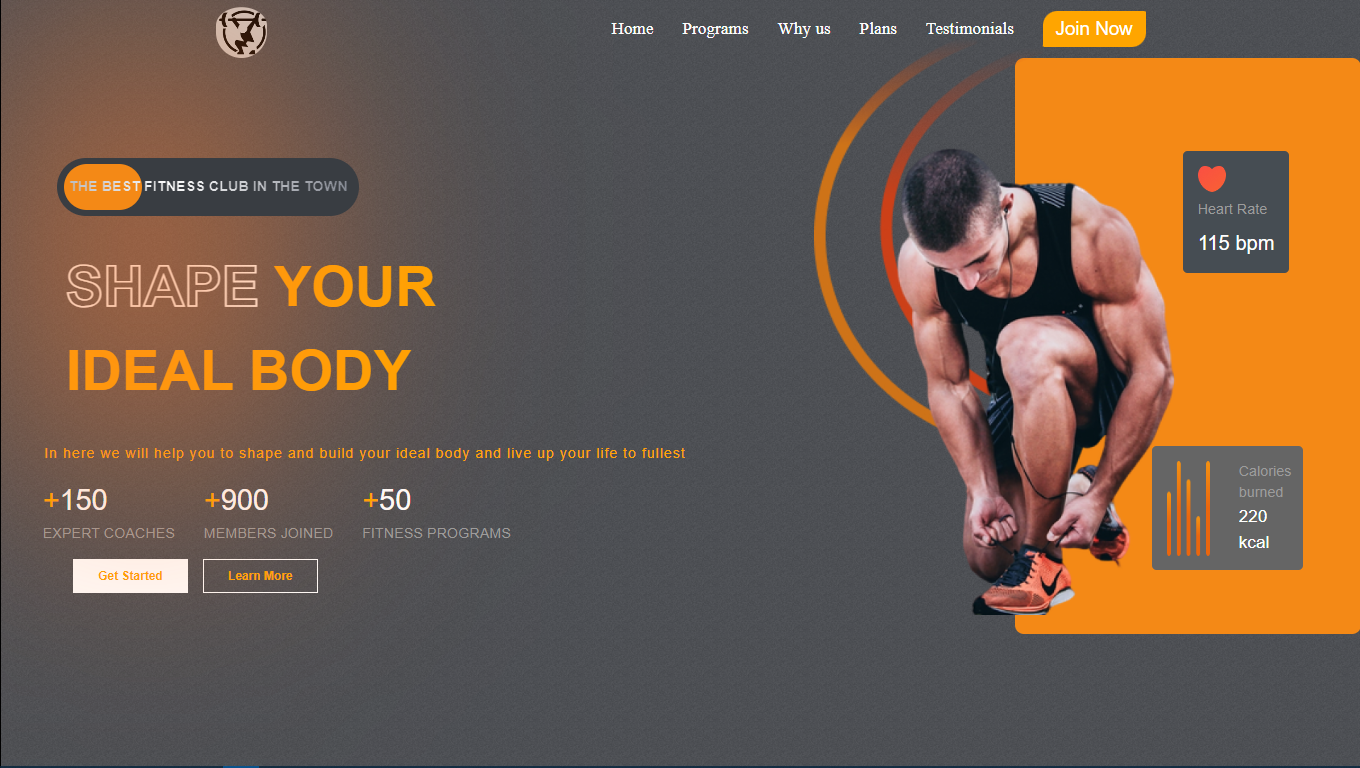 Home Programs Why us Plans Testimonials Join Now
THE BEST FITNESS CLUB IN THE TOWN
Heart Rate
115 bpm
SHAPE YOUR
IDEAL BODY
In here we will help you to shape and build your ideal body and live up your life to fullest
+150 +900 +50
EXPERT COACHES MEMBERS JOINED FITNESS PROGRAMS
Get Started Learn More
Calories
burned
220
kcal